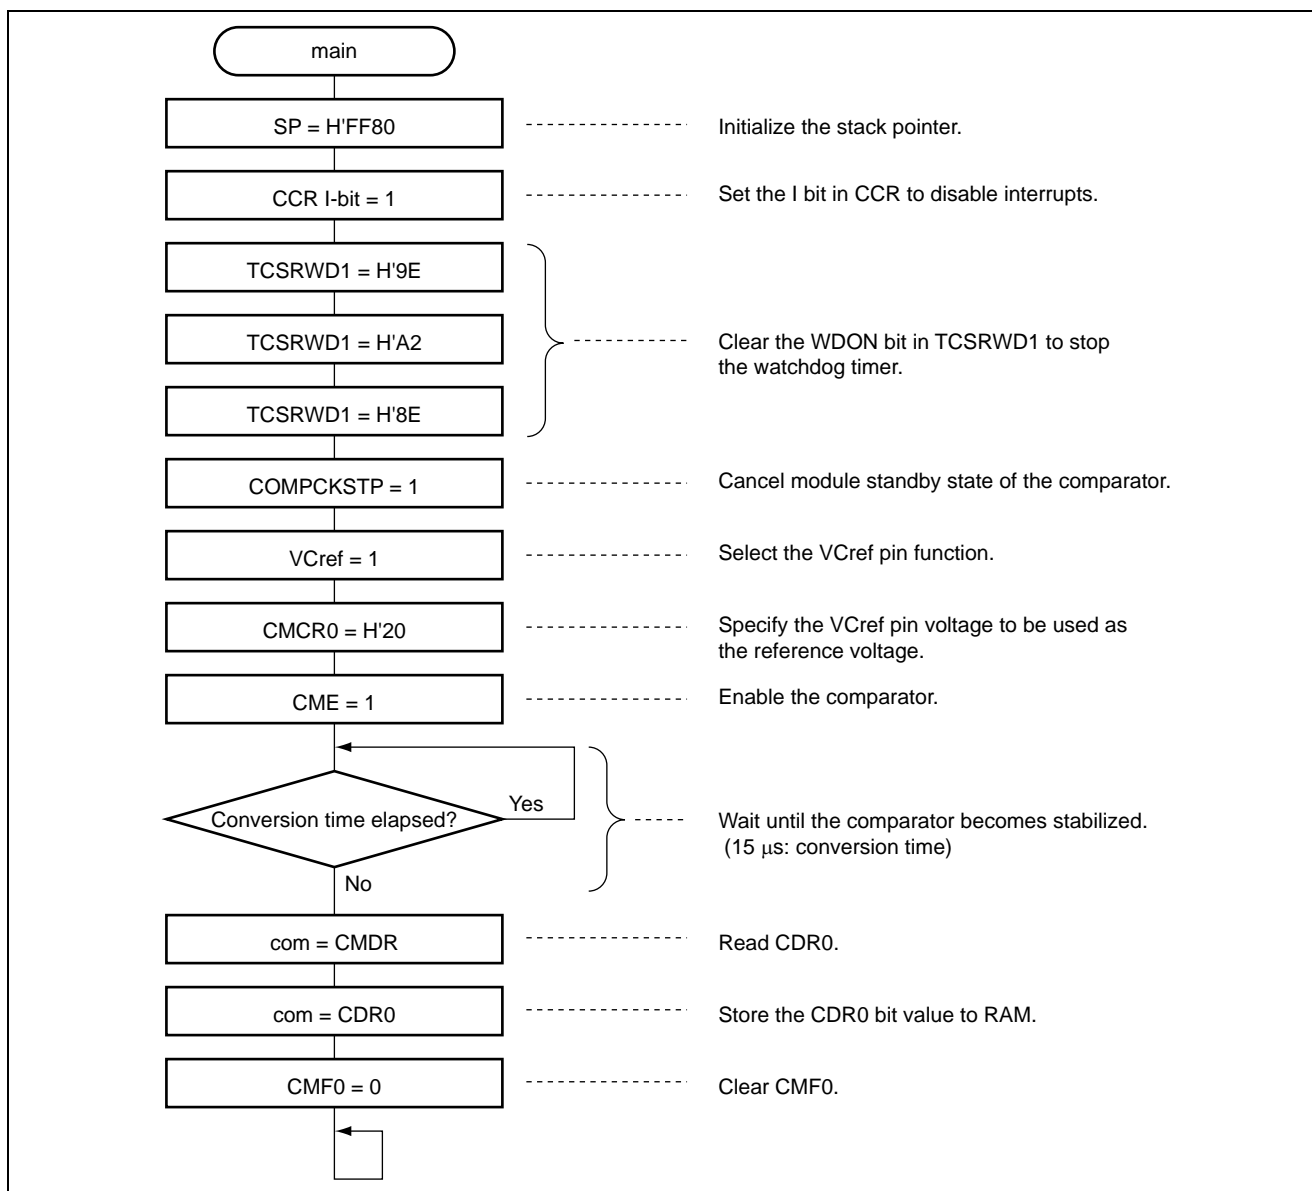 main
SP = H'FF80
Initialize the stack pointer.
CCR I-bit = 1
Set the I bit in CCR to disable interrupts.
TCSRWD1 = H'9E
TCSRWD1 = H'A2
Clear the WDON bit in TCSRWD1 to stop
the watchdog timer.
TCSRWD1 = H'8E
COMPCKSTP = 1
Cancel module standby state of the comparator.
VCref = 1
Select the VCref pin function.
CMCR0 = H'20
Specify the VCref pin voltage to be used as
the reference voltage.
CME = 1
Enable the comparator.
Conversion time elapsed?
Yes
Wait until the comparator becomes stabilized.
(15 μs: conversion time)
No
com = CMDR
Read CDR0.
com = CDR0
Store the CDR0 bit value to RAM.
CMF0 = 0
Clear CMF0.